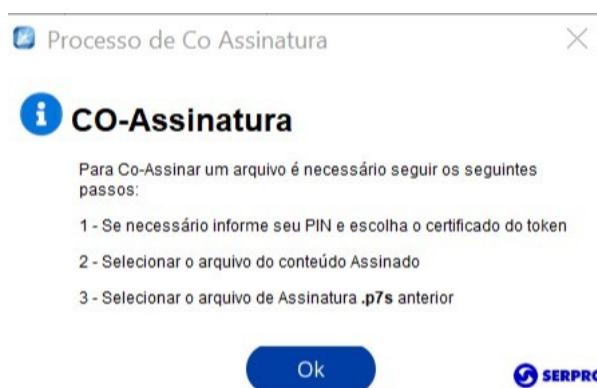 Processo de Co Assinatura
CO-Assinatura
Para Co-Assinar um arquivo é necessário seguir os seguintes
passos:
1 - Se necessário informe seu PIN e escolha o certificado do token
2 - Selecionar o arquivo do conteúdo Assinado
3 - Selecionar o arquivo de Assinatura .p7s anterior
Ok
SERPRO